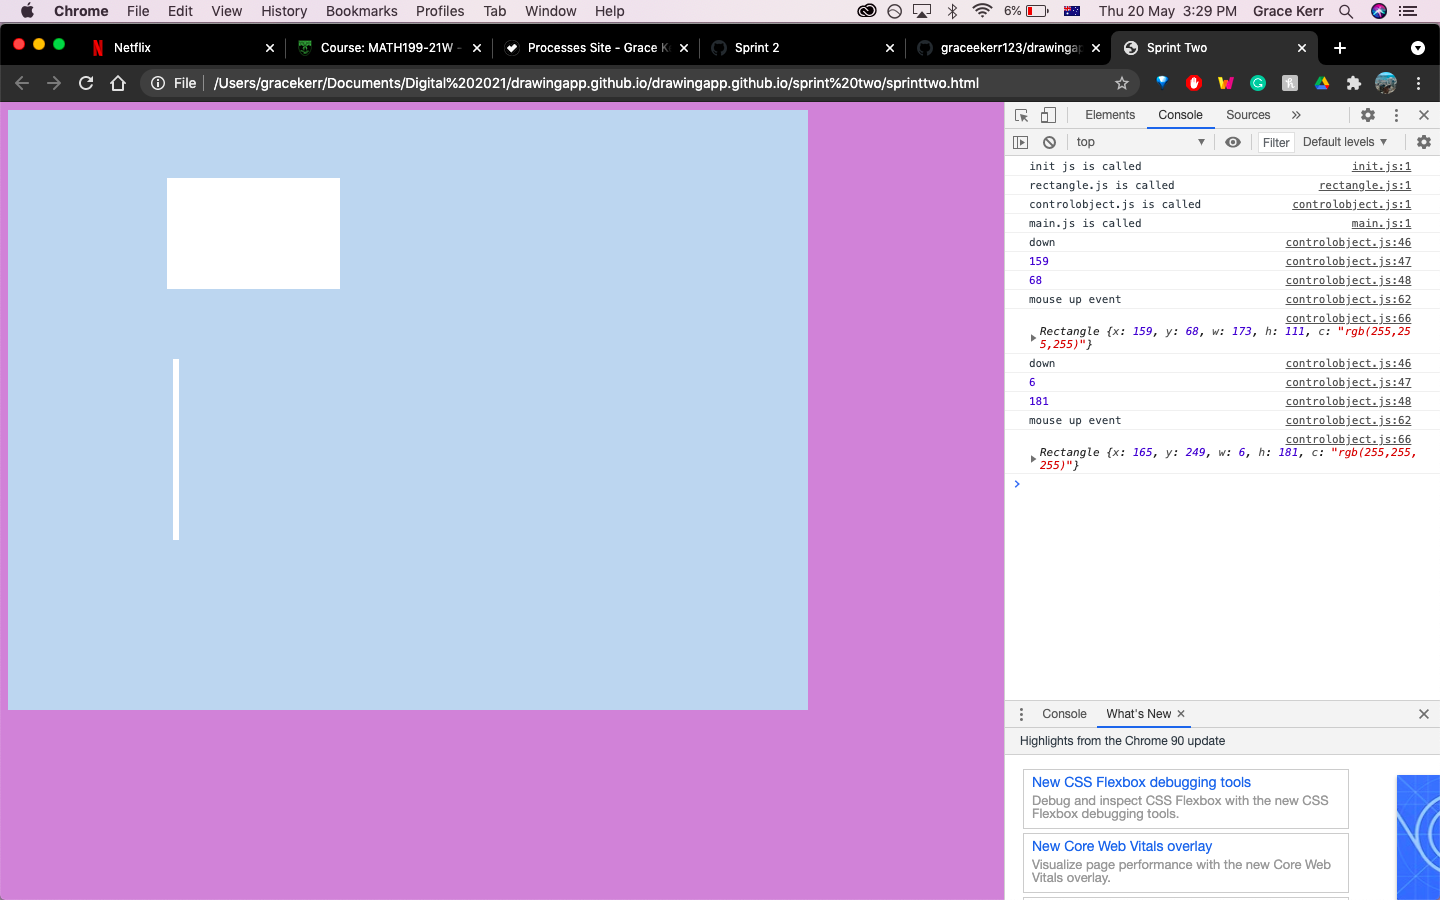 Chrome File Edit View History Bookmarks Profiles Tab Window Help 6% Thu 20 May 3:29 PM Grace Kerr
Netflix Course: MATH199-21W - Processes Site - Grace K Sprint 2 graceekerr123/drawingap Sprint Two
File /Users/gracekerr/Documents/Digital%202021/drawingapp.github.io/drawingapp.github.io/sprint%20two/sprinttwo.html
Elements Console Sources »
top Filter Default levels
init js is called init.js:1
rectangle.js is called rectangle.js:1
controlobject.js is called controlobject.js:1
main.js is called main.js:1
down controlobject.js:46
159 controlobject.js:47
68 controlobject.js:48
mouse up event controlobject.js:62
controlobject.js:66
Rectangle {x: 159, y: 68, w: 173, h: 111, c: "rgb(255,25
5,255)"}
down controlobject.js:46
6 controlobject.js:47
181 controlobject.js:48
mouse up event controlobject.js:62
controlobject.js:66
Rectangle {x: 165, y: 249, w: 6, h: 181, c: "rgb(255,255,
255)"}
Console What's New
Highlights from the Chrome 90 update
New CSS Flexbox debugging tools
Debug and inspect CSS Flexbox with the new CSS
Flexbox debugging tools.
New Core Web Vitals overlay
Visualize page performance with the new Core Web
Vitals overlay.